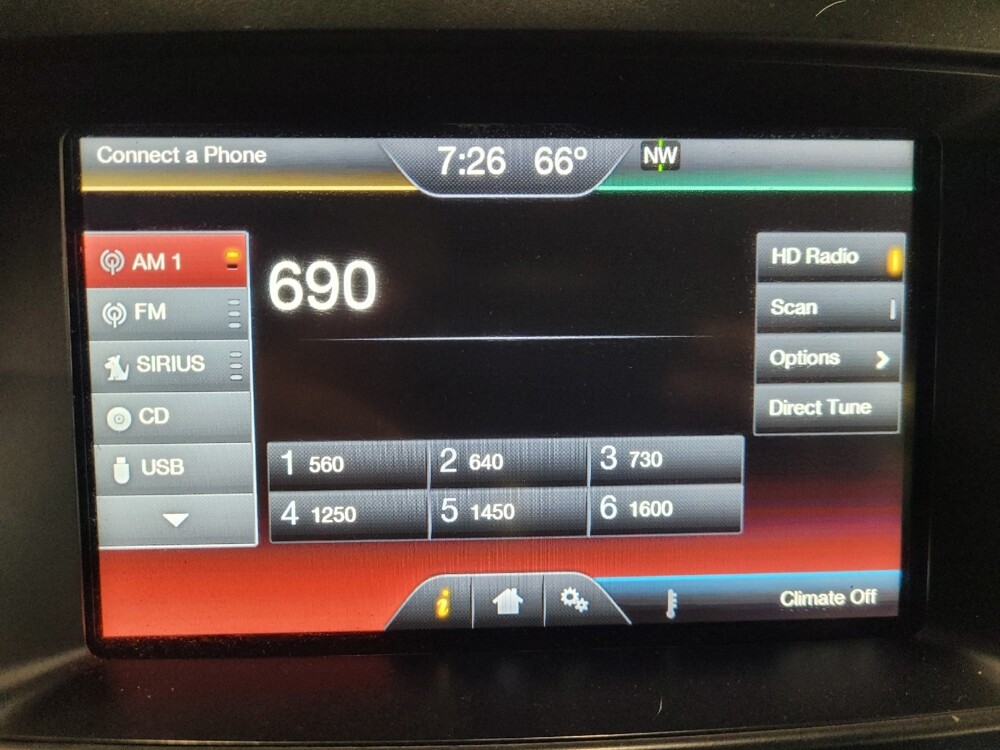 Connect a Phone
7:26 66º
NW
AM 1
FM
SIRIUS
CD
USB
690
HD Radio
Scan
Options
Direct Tune
1 560
2 640
3 730
4 1250
5 1450
6 1600
i
Climate Off